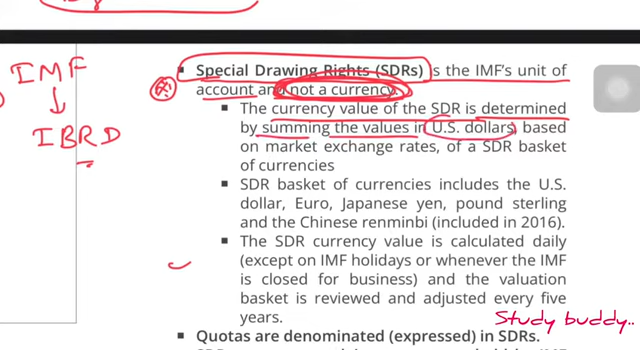 IMF
IBRD
▪ Special Drawing Rights (SDRs) is the IMF's unit of
account and not a currency.
▪ The currency value of the SDR is determined
by summing the values in U.S. dollars, based
on market exchange rates, of a SDR basket
of currencies
▪ SDR basket of currencies includes the U.S.
dollar, Euro, Japanese yen, pound sterling
and the Chinese renminbi (included in 2016).
▪ The SDR currency value is calculated daily
(except on IMF holidays or whenever the IMF
is closed for business) and the valuation
basket is reviewed and adjusted every five
years.
Study buddy..
▪ Quotas are denominated (expressed) in SDRs.